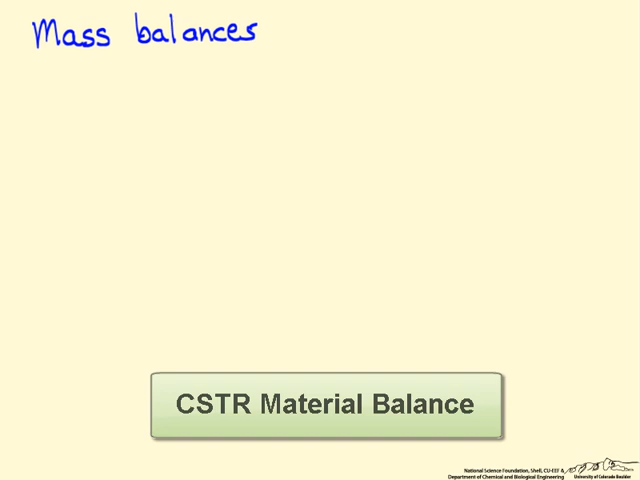 Mass balances
CSTR Material Balance
National Science Foundation, Shell, CU-EEF &
Department of Chemical and Biological Engineering
University of Colorado Boulder